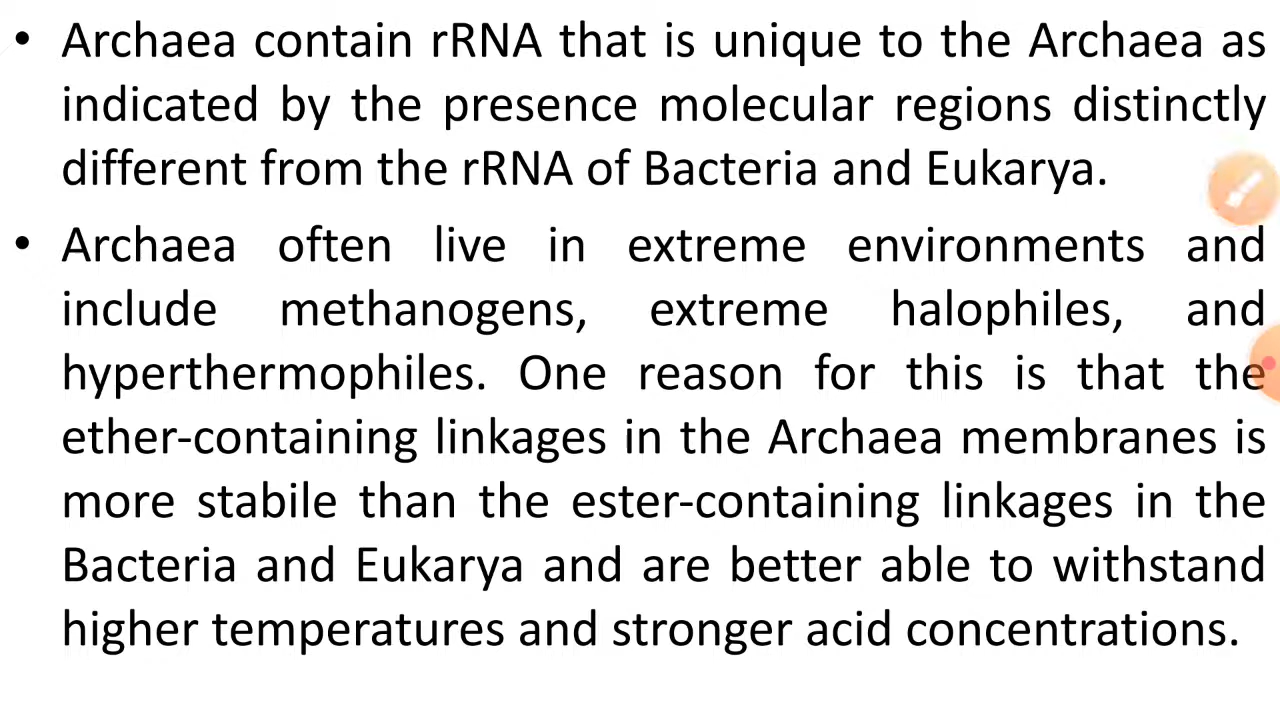 • Archaea contain rRNA that is unique to the Archaea as
indicated by the presence molecular regions distinctly
different from the rRNA of Bacteria and Eukarya.
• Archaea often live in extreme environments and
include methanogens, extreme halophiles, and
hyperthermophiles. One reason for this is that the
ether-containing linkages in the Archaea membranes is
more stabile than the ester-containing linkages in the
Bacteria and Eukarya and are better able to withstand
higher temperatures and stronger acid concentrations.